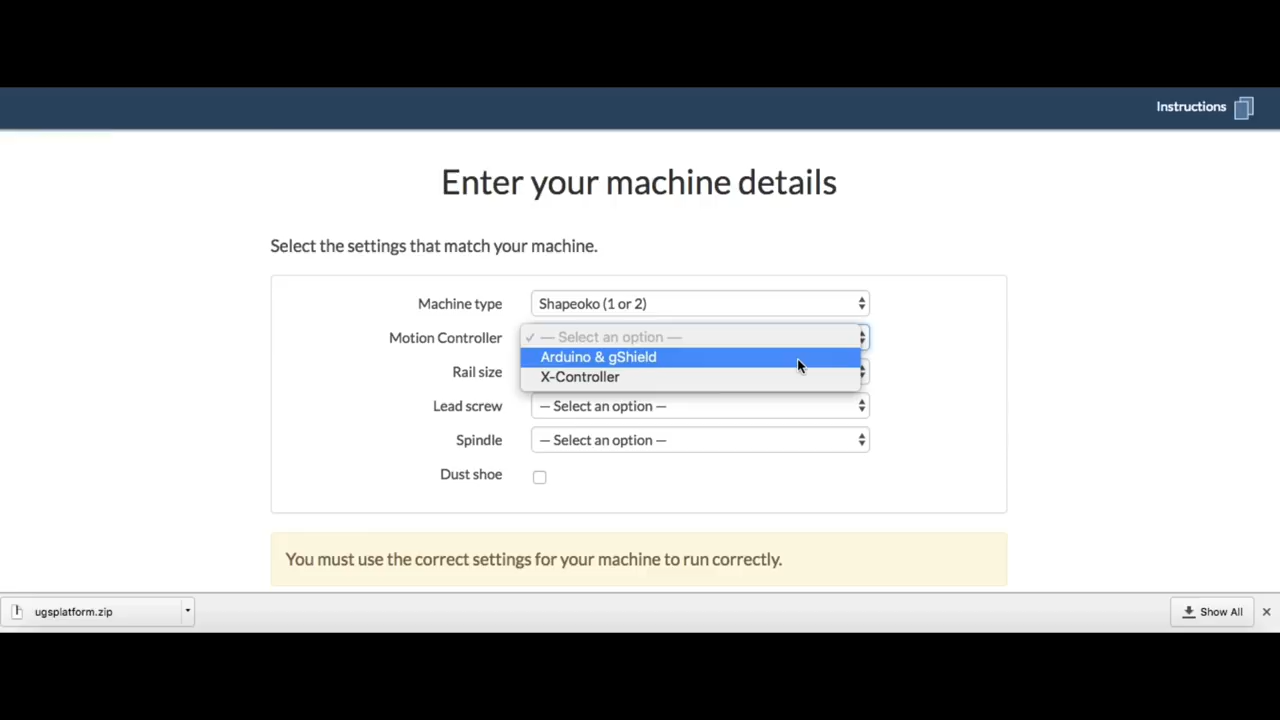 Instructions
Enter your machine details
Select the settings that match your machine.
Machine type Shapeoko (1 or 2)
Motion Controller ✓ — Select an option —
Arduino & gShield
Rail size
X-Controller
Lead screw — Select an option —
Spindle — Select an option —
Dust shoe
You must use the correct settings for your machine to run correctly.
ugsplatform.zip Show All